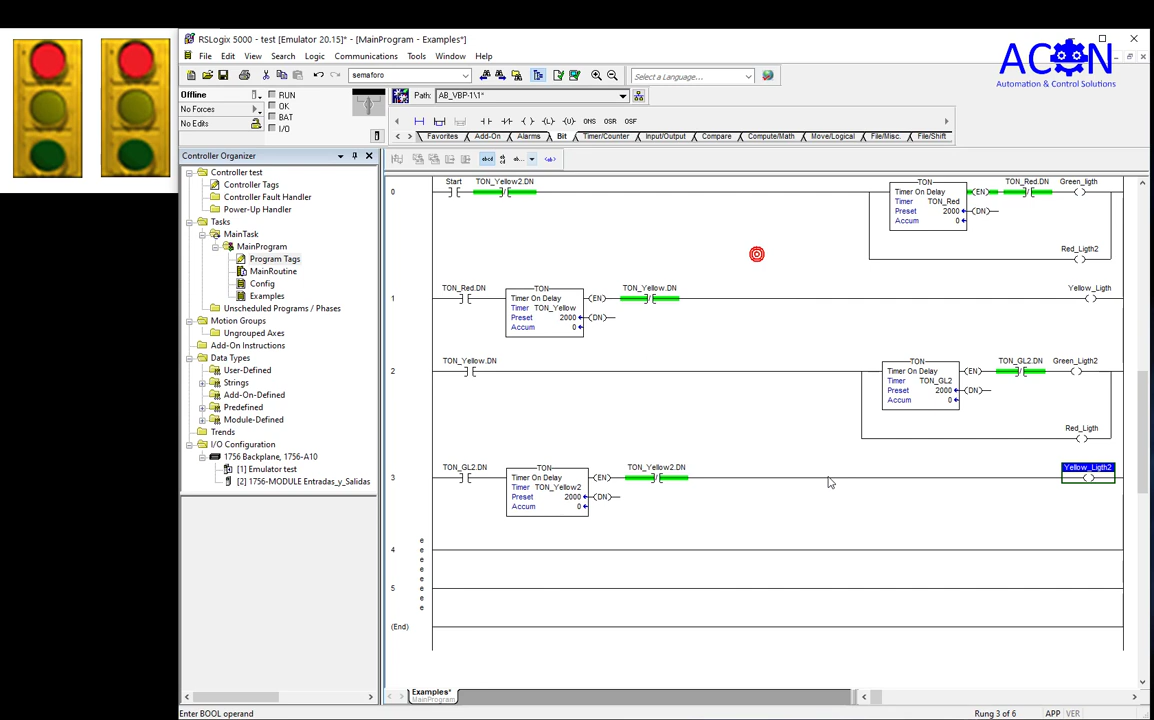 RSLogix 5000 - test [Emulator 20.15]* - [MainProgram - Examples*]
File Edit View Search Logic Communications Tools Window Help
ACON
Automation & Control Solutions
semaforo
Select a Language...
Offline
RUN
No Forces
OK
No Edits
BAT
I/O
Path: AB_VBP-1\1*
ONS OSR OSF
Favorites Add-On Alarms Bit Timer/Counter Input/Output Compare Compute/Math Move/Logical File/Misc. File/Shift
Controller Organizer
Controller test
Controller Tags
Controller Fault Handler
Power-Up Handler
Tasks
MainTask
MainProgram
Program Tags
MainRoutine
Config
Examples
Unscheduled Programs / Phases
Motion Groups
Ungrouped Axes
Add-On Instructions
Data Types
User-Defined
Strings
Add-On-Defined
Predefined
Module-Defined
Trends
I/O Configuration
1756 Backplane, 1756-A10
[1] Emulator test
[2] 1756-MODULE Entradas_y_Salidas
0
Start TON_Yellow2.DN
TON
Timer On Delay
Timer TON_Red
Preset 2000
Accum 0
EN
DN
TON_Red.DN Green_ligth
Red_Ligth2
1
TON_Red.DN
TON
Timer On Delay
Timer TON_Yellow
Preset 2000
Accum 0
EN
DN
TON_Yellow.DN
Yellow_Ligth
2
TON_Yellow.DN
TON
Timer On Delay
Timer TON_GL2
Preset 2000
Accum 0
EN
DN
TON_GL2.DN Green_Ligth2
Red_Ligth
3
TON_GL2.DN
TON
Timer On Delay
Timer TON_Yellow2
Preset 2000
Accum 0
EN
DN
TON_Yellow2.DN
Yellow_Ligth2
e
4 e
e
e
e
5 e
e
e
(End)
Examples*
MainProgram
Enter BOOL operand
Rung 3 of 6
APP VER